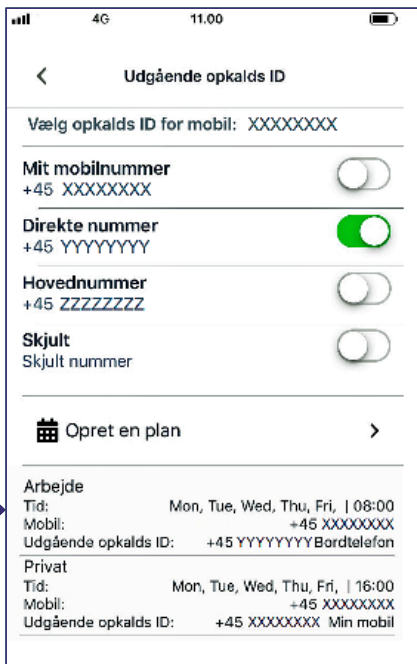 4G 11.00
Udgående opkalds ID
Vælg opkalds ID for mobil: XXXXXXXX
Mit mobilnummer
+45 XXXXXXXX
Direkte nummer
+45 YYYYYYYY
Hovednummer
+45 ZZZZZZZZ
Skjult
Skjult nummer
Opret en plan
Arbejde
Tid: Mon, Tue, Wed, Thu, Fri, | 08:00
Mobil: +45 XXXXXXXX
Udgående opkalds ID: +45 YYYYYYYY Bordtelefon
Privat
Tid: Mon, Tue, Wed, Thu, Fri, | 16:00
Mobil: +45 XXXXXXXX
Udgående opkalds ID: +45 XXXXXXXX Min mobil